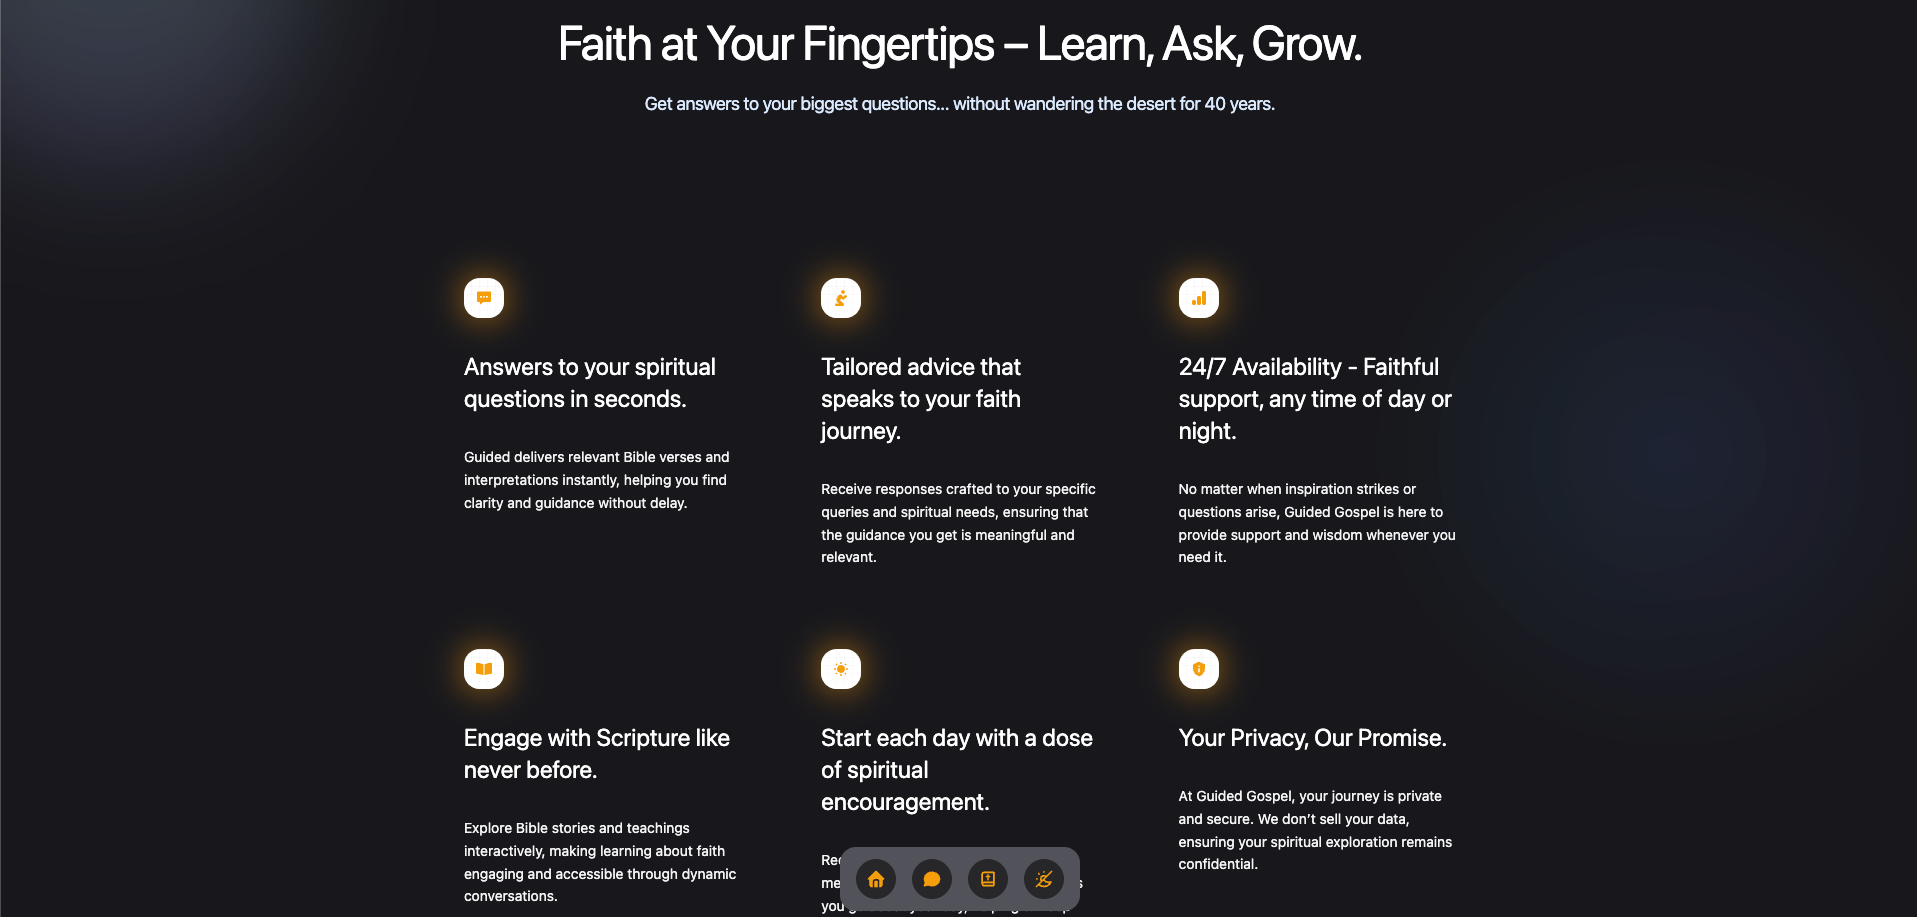 Faith at Your Fingertips – Learn, Ask, Grow.
Get answers to your biggest questions... without wandering the desert for 40 years.
Answers to your spiritual
questions in seconds.
Guided delivers relevant Bible verses and
interpretations instantly, helping you find
clarity and guidance without delay.
Tailored advice that
speaks to your faith
journey.
Receive responses crafted to your specific
queries and spiritual needs, ensuring that
the guidance you get is meaningful and
relevant.
24/7 Availability - Faithful
support, any time of day or
night.
No matter when inspiration strikes or
questions arise, Guided Gospel is here to
provide support and wisdom whenever you
need it.
Engage with Scripture like
never before.
Explore Bible stories and teachings
interactively, making learning about faith
engaging and accessible through dynamic
conversations.
Start each day with a dose
of spiritual
encouragement.
you
Your Privacy, Our Promise.
At Guided Gospel, your journey is private
and secure. We don’t sell your data,
ensuring your spiritual exploration remains
confidential.